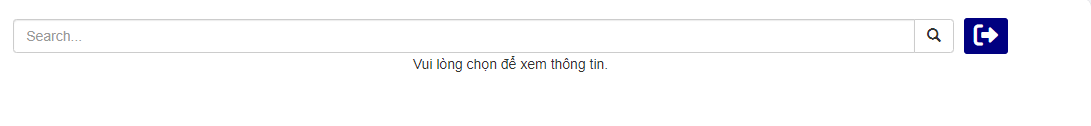 Search...
Vui lòng chọn để xem thông tin.